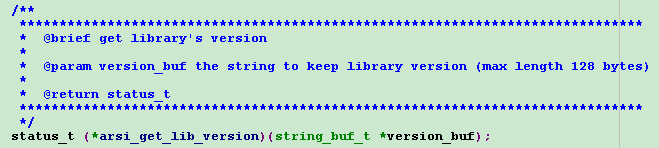 /**
*******************************************************************************
* @brief get library's version
*
* @param version_buf the string to keep library version (max length 128 bytes)
*
* @return status_t
*******************************************************************************
*/
status_t (*arsi_get_lib_version)(string_buf_t *version_buf);